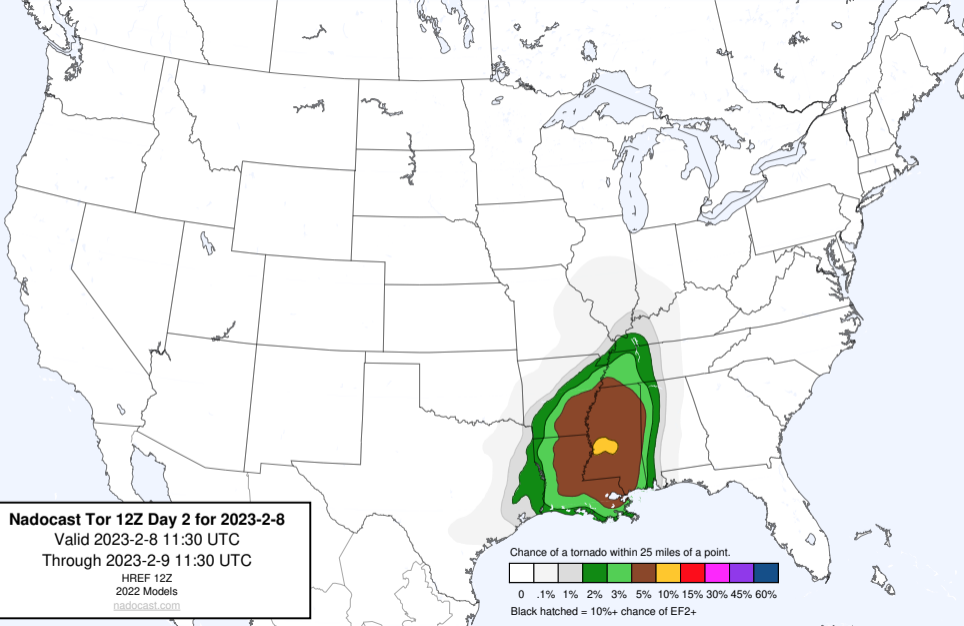 Nadocast Tor 12Z Day 2 for 2023-2-8
Valid 2023-2-8 11:30 UTC
Through 2023-2-9 11:30 UTC
HREF 12Z
2022 Models
nadocast.com
Chance of a tornado within 25 miles of a point.
0 .1% 1% 2% 3% 5% 10% 15% 30% 45% 60%
Black hatched = 10%+ chance of EF2+